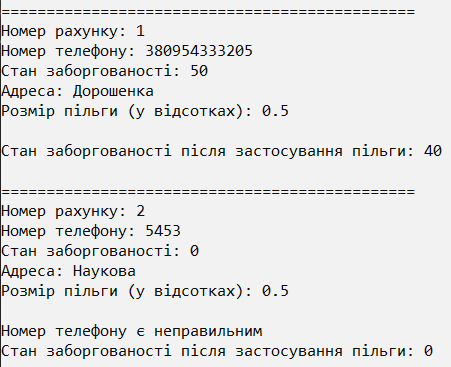 ==============================================
Номер рахунку: 1
Номер телефону: 380954333205
Стан заборгованості: 50
Адреса: Дорошенка
Розмір пільги (у відсотках): 0.5
Стан заборгованості після застосування пільги: 40
==============================================
Номер рахунку: 2
Номер телефону: 5453
Стан заборгованості: 0
Адреса: Наукова
Розмір пільги (у відсотках): 0.5
Номер телефону є неправильним
Стан заборгованості після застосування пільги: 0